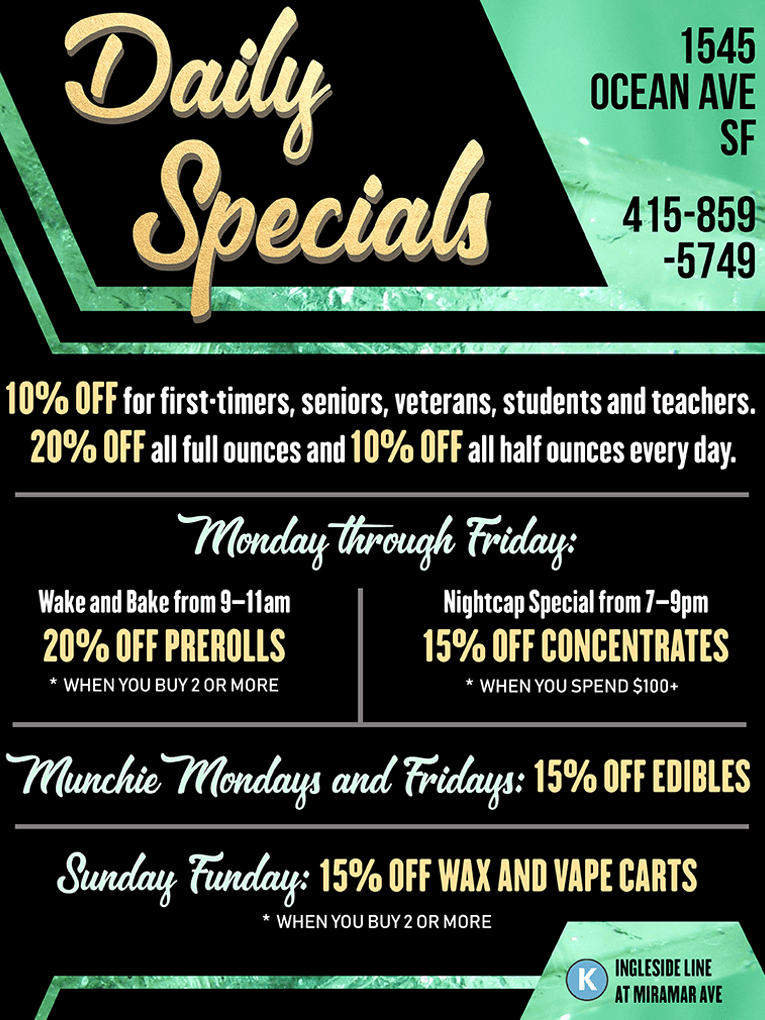 Daily
Specials
1545
OCEAN AVE
SF
415-859
-5749
10% OFF for first-timers, seniors, veterans, students and teachers.
20% OFF all full ounces and 10% OFF all half ounces every day.
Monday through Friday:
Wake and Bake from 9–11am
20% OFF PREROLLS
* WHEN YOU BUY 2 OR MORE
Nightcap Special from 7–9pm
15% OFF CONCENTRATES
* WHEN YOU SPEND $100+
Munchie Mondays and Fridays: 15% OFF EDIBLES
Sunday Funday: 15% OFF WAX AND VAPE CARTS
* WHEN YOU BUY 2 OR MORE
K
INGLESIDE LINE
AT MIRAMAR AVE